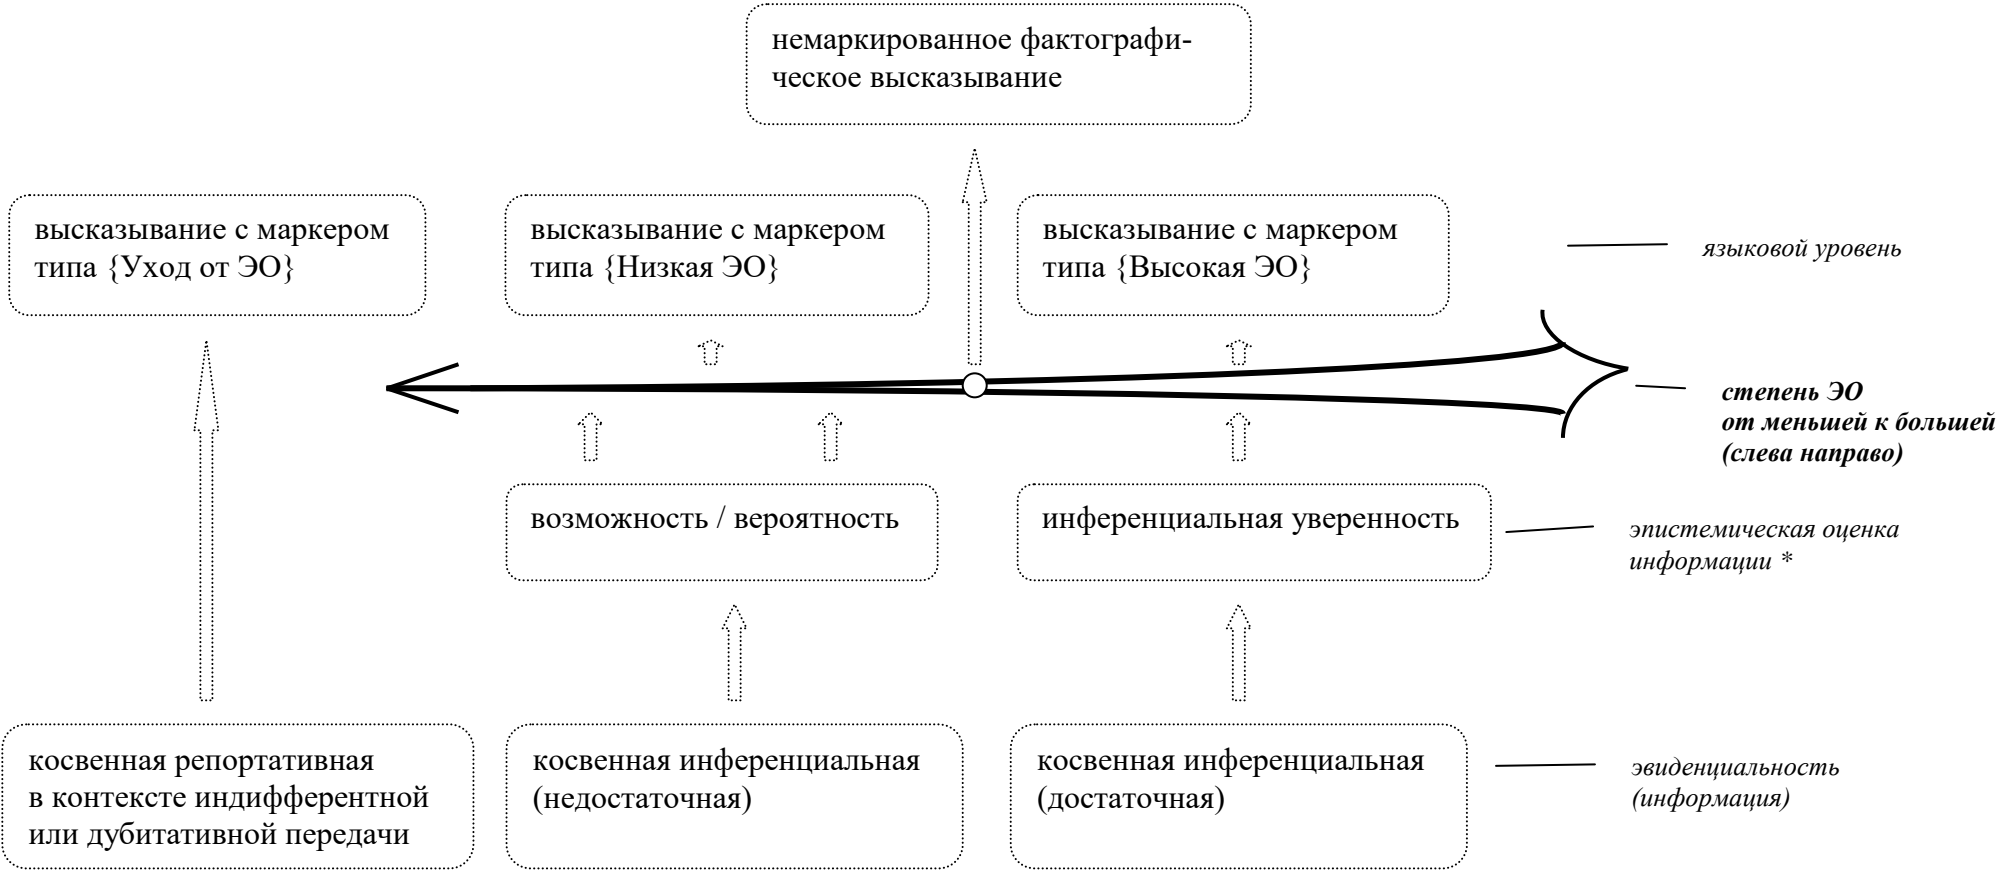 немаркированное фактографи-
ческое высказывание
высказывание с маркером
типа {Уход от ЭО}
высказывание с маркером
типа {Низкая ЭО}
высказывание с маркером
типа {Высокая ЭО}
языковой уровень
степень ЭО
от меньшей к большей
(слева направо)
возможность / вероятность
инференциальная уверенность
эпистемическая оценка
информации *
косвенная репортативная
в контексте индифферентной
или дубитативной передачи
косвенная инференциальная
(недостаточная)
косвенная инференциальная
(достаточная)
эвиденциальность
(информация)